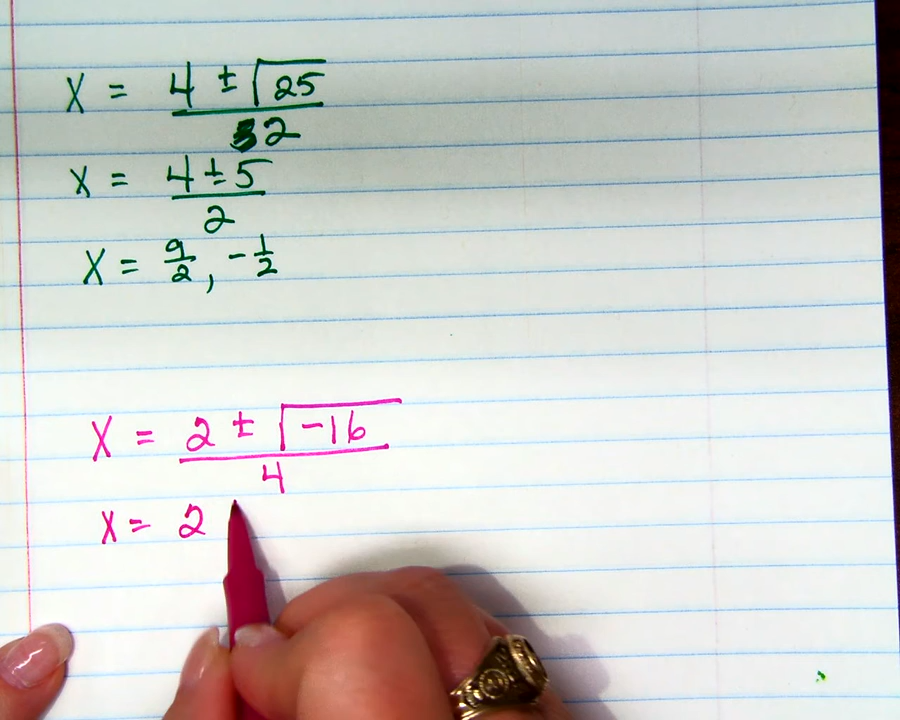 x = 4 ± √25
2
x = 4 ± 5
2
x = 9/2, -1/2
x = 2 ± √-16
4
x = 2